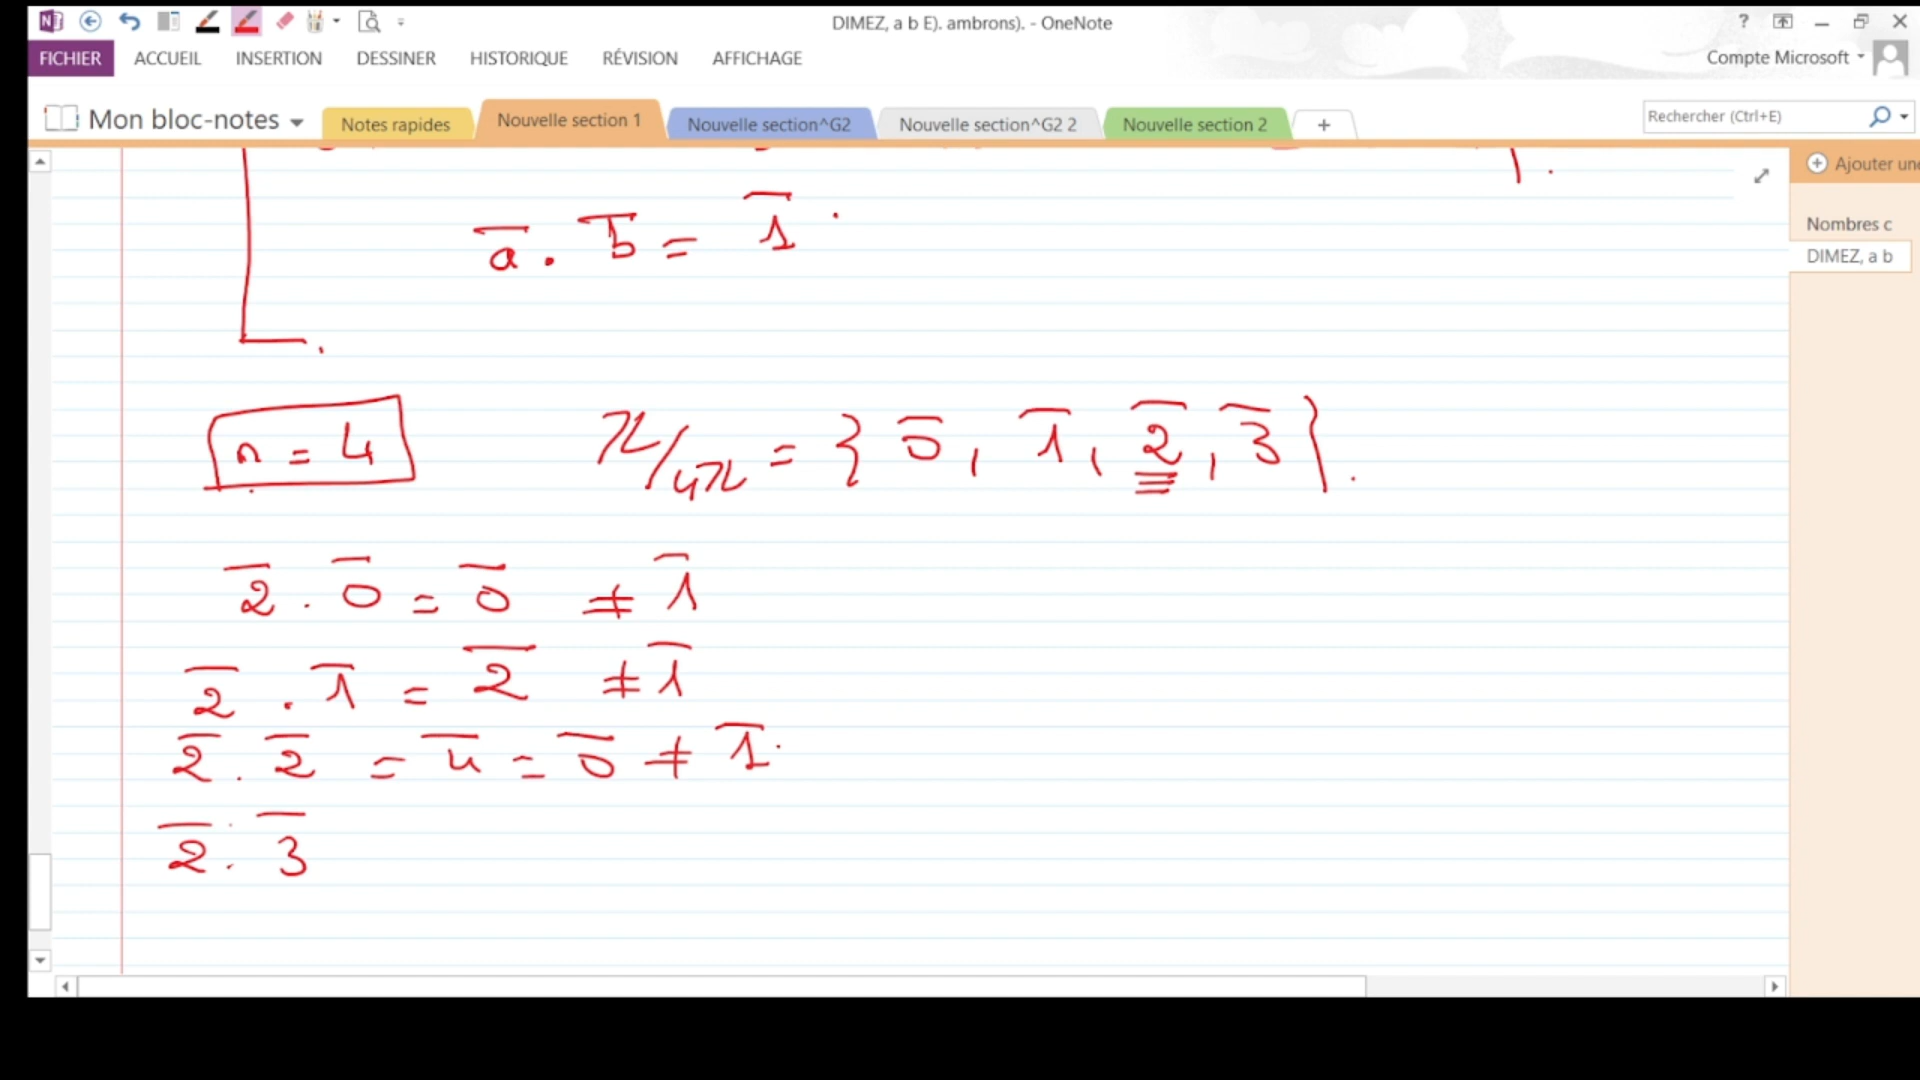 DIMEZ, a b E). ambrons). - OneNote
FICHIER ACCUEIL INSERTION DESSINER HISTORIQUE RÉVISION AFFICHAGE
Compte Microsoft
Mon bloc-notes Notes rapides Nouvelle section 1 Nouvelle section^G2 Nouvelle section^G2 2 Nouvelle section 2 +
Rechercher (Ctrl+E)
Ajouter une
Nombres c
DIMEZ, a b
a̅ . b̅ = 1̅ .
n = 4
ℤ/4ℤ = { 0̅, 1̅, 2̅, 3̅ }.
2̅ . 0̅ = 0̅ ≠ 1̅
2̅ . 1̅ = 2̅ ≠ 1̅
2̅ . 2̅ = 4̅ = 0̅ ≠ 1̅.
2̅ . 3̅